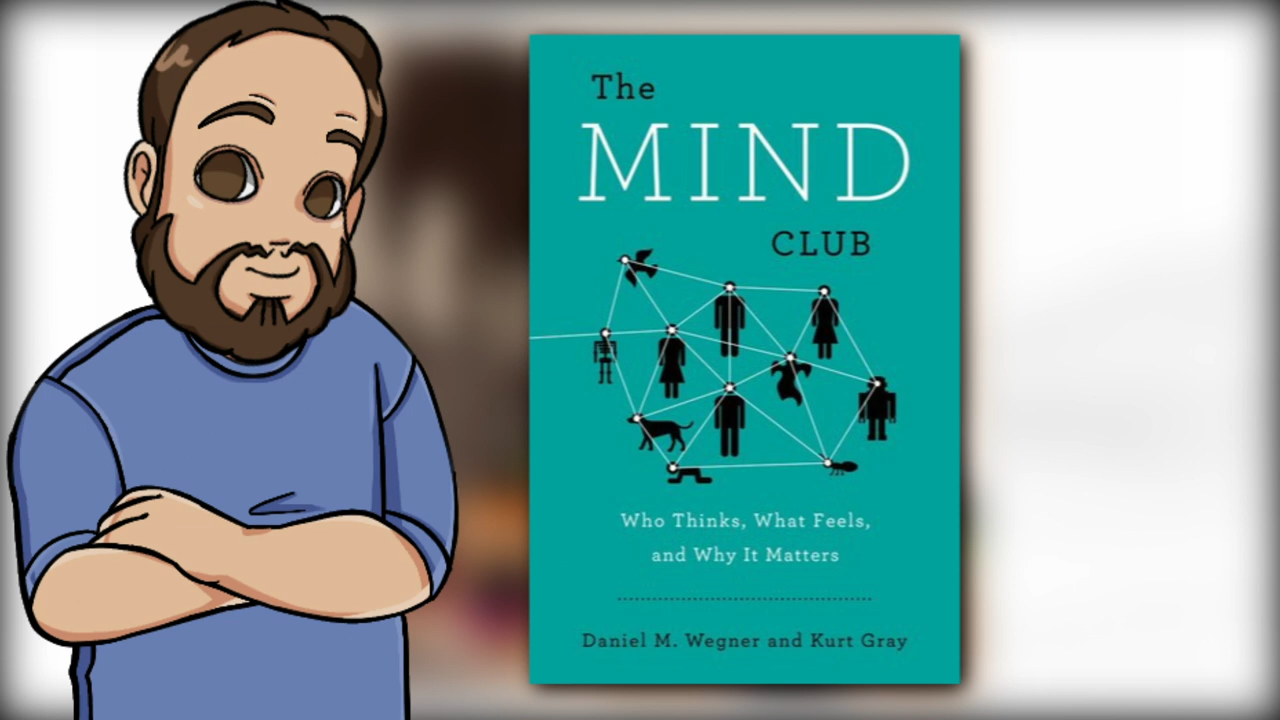 The
MIND
CLUB
Who Thinks, What Feels,
and Why It Matters
Daniel M. Wegner and Kurt Gray